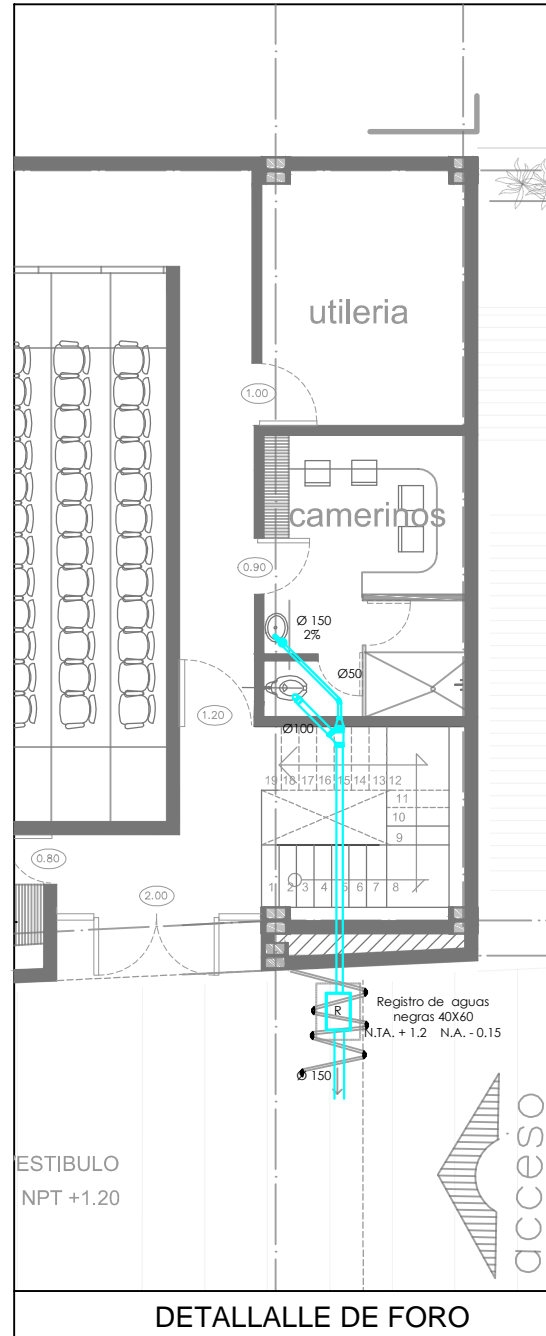 utileria
1.00
camerinos
0.90
Ø 150
2%
Ø50
1.20
Ø100
19 18 17 16 15 14 13 12
11
10
9
0.80
1 2 3 4 5 6 7 8
2.00
R
Registro de aguas
negras 40X60
N.TA. + 1.2 N.A. - 0.15
Ø 150
ESTIBULO
NPT +1.20
acceso
DETALLALLE DE FORO